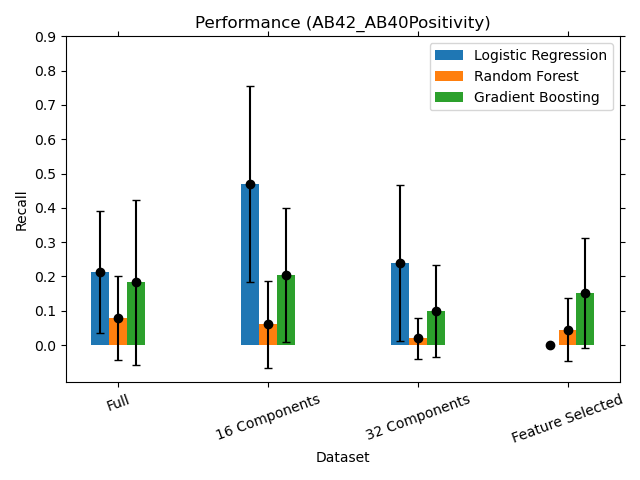 Performance (AB42_AB40Positivity)
Logistic Regression
Random Forest
Gradient Boosting
0.9
0.8
0.7
0.6
0.5
0.4
0.3
0.2
0.1
0.0
Recall
Full
16 Components
32 Components
Feature Selected
Dataset